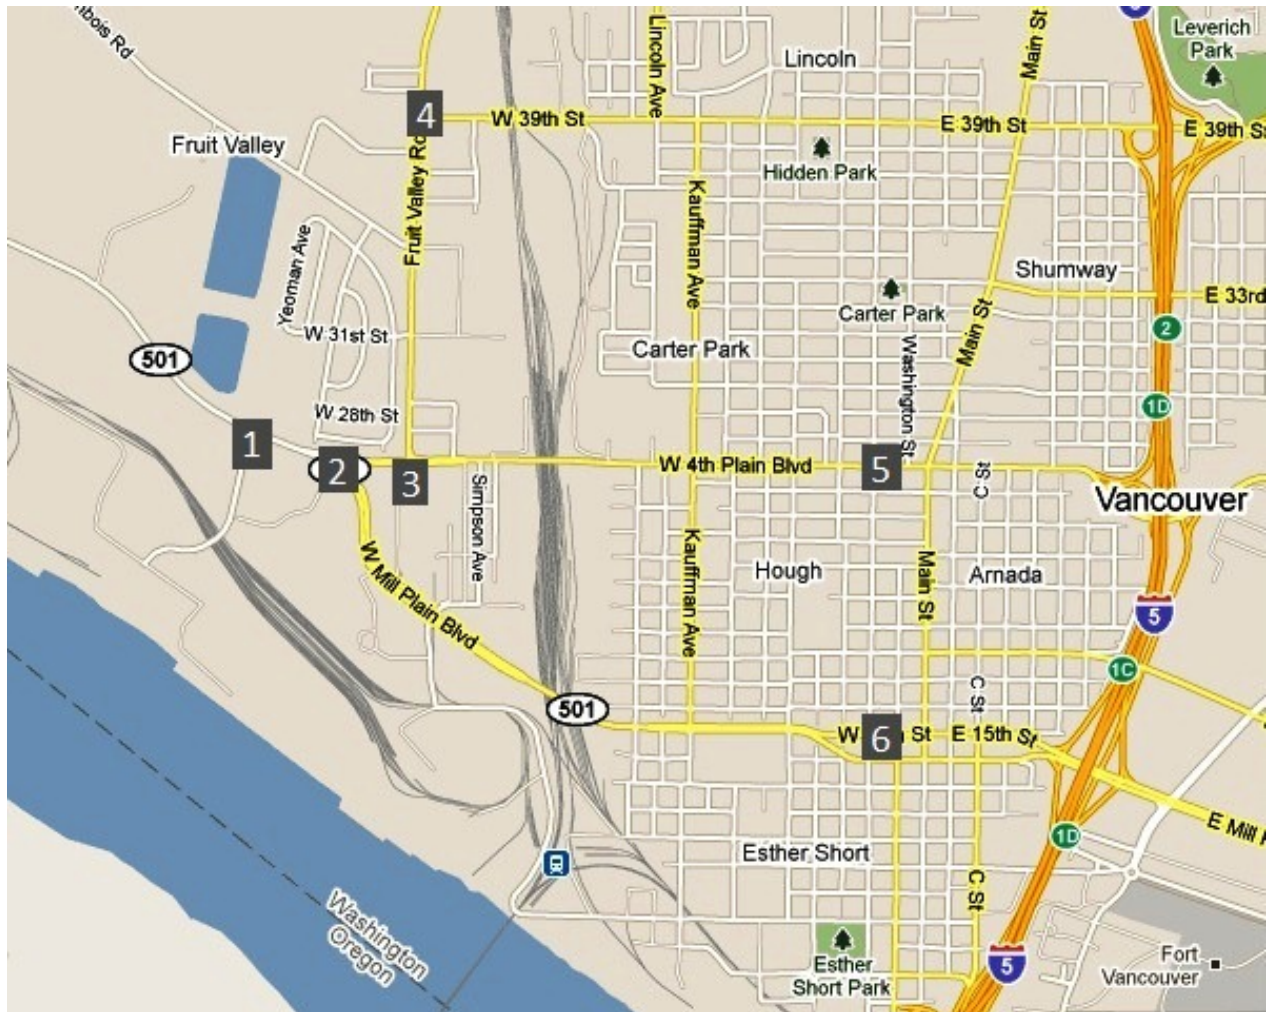 Leverich
Park
Lincoln Ave
Main St
Lincoln
4
W 39th St
E 39th St
E 39th
Fruit Valley
Hidden Park
Fruit Valley Rd
Kauffman Ave
Yeoman Ave
Shumway
E 33rd
Carter Park
W 31st St
2
501
Carter Park
Washington St
Main St
1D
W 28th St
1
2
3
W 4th Plain Blvd
5
C St
Vancouver
Simpson Ave
W Mill Plain Blvd
Kauffman Ave
Hough
Main St
Arnada
5
1C
C St
501
W
6
St
E 15th St
1D
E Mill
Esther Short
C St
Washington
Oregon
Esther
Short Park
5
Fort
Vancouver